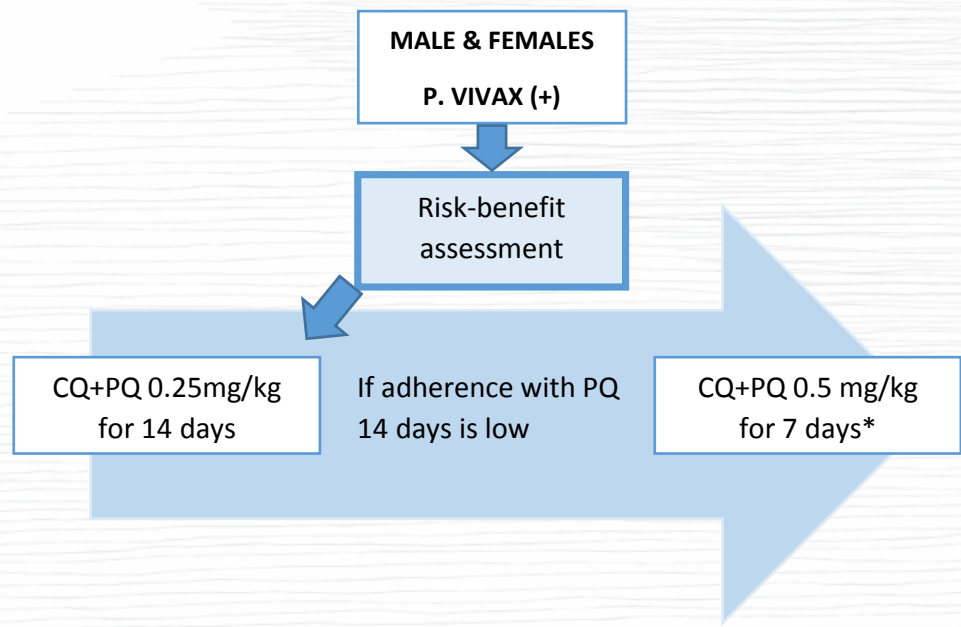 MALE & FEMALES
P. VIVAX (+)
Risk-benefit
assessment
CQ+PQ 0.25mg/kg
for 14 days
If adherence with PQ
14 days is low
CQ+PQ 0.5 mg/kg
for 7 days*